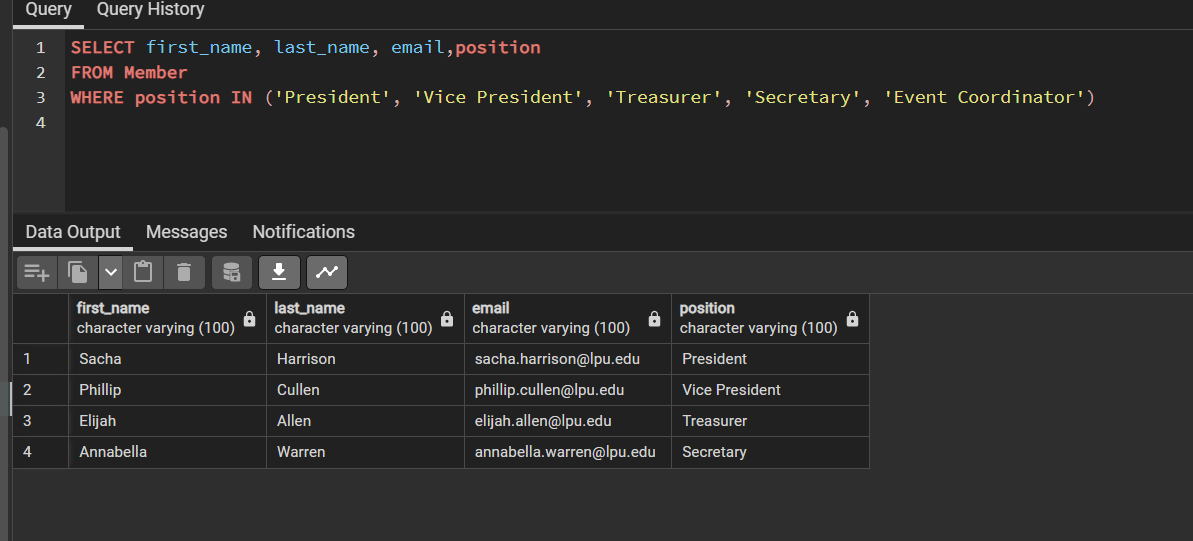 Query Query History
1 SELECT first_name, last_name, email,position
2 FROM Member
3 WHERE position IN ('President', 'Vice President', 'Treasurer', 'Secretary', 'Event Coordinator')
4
Data Output Messages Notifications
first_name last_name email position
character varying (100) character varying (100) character varying (100) character varying (100)
1 Sacha Harrison sacha.harrison@lpu.edu President
2 Phillip Cullen phillip.cullen@lpu.edu Vice President
3 Elijah Allen elijah.allen@lpu.edu Treasurer
4 Annabella Warren annabella.warren@lpu.edu Secretary